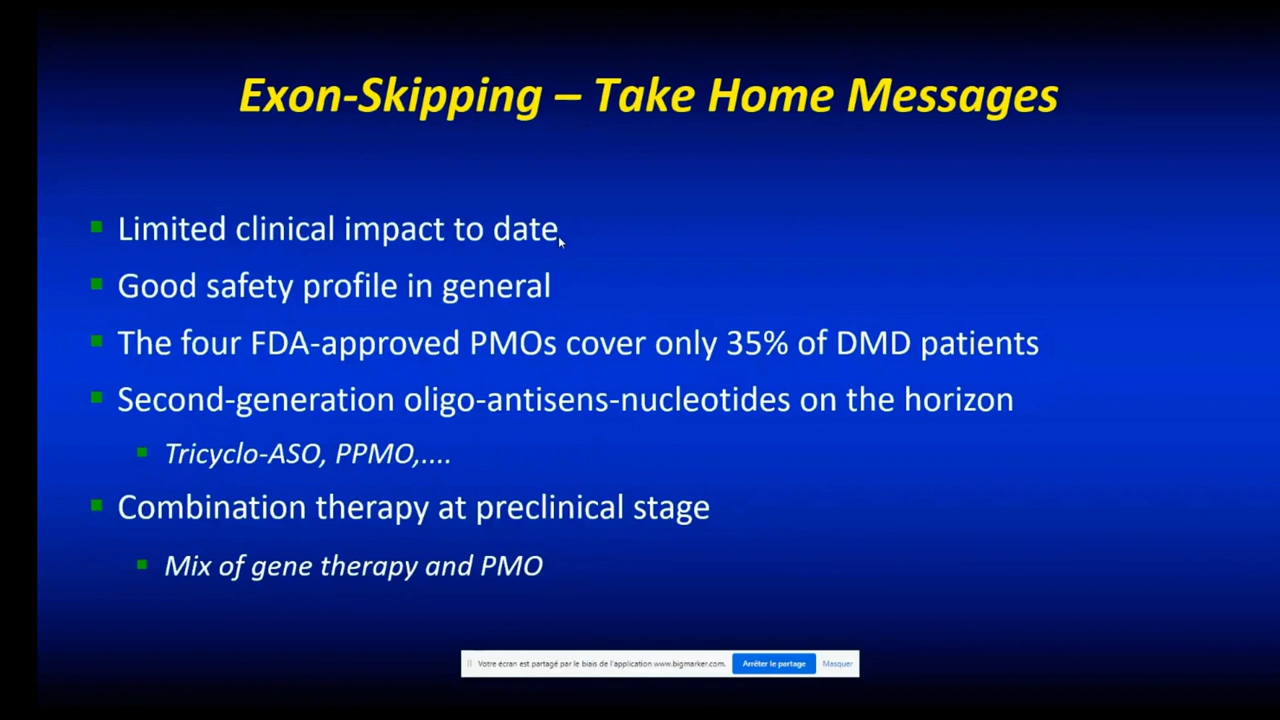 Exon-Skipping – Take Home Messages
Limited clinical impact to date
Good safety profile in general
The four FDA-approved PMOs cover only 35% of DMD patients
Second-generation oligo-antisens-nucleotides on the horizon
Tricyclo-ASO, PPMO,....
Combination therapy at preclinical stage
Mix of gene therapy and PMO
Votre écran est partagé par le biais de l'application www.bigmarker.com. Arrêter le partage Masquer